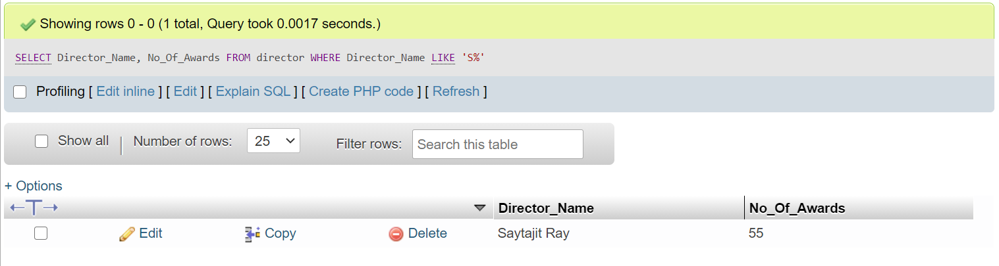 Showing rows 0 - 0 (1 total, Query took 0.0017 seconds.)
SELECT Director_Name, No_Of_Awards FROM director WHERE Director_Name LIKE 'S%'
Profiling [ Edit inline ] [ Edit ] [ Explain SQL ] [ Create PHP code ] [ Refresh ]
Show all | Number of rows: 25 Filter rows: Search this table
+ Options
←T→ Director_Name No_Of_Awards
Edit Copy Delete Saytajit Ray 55